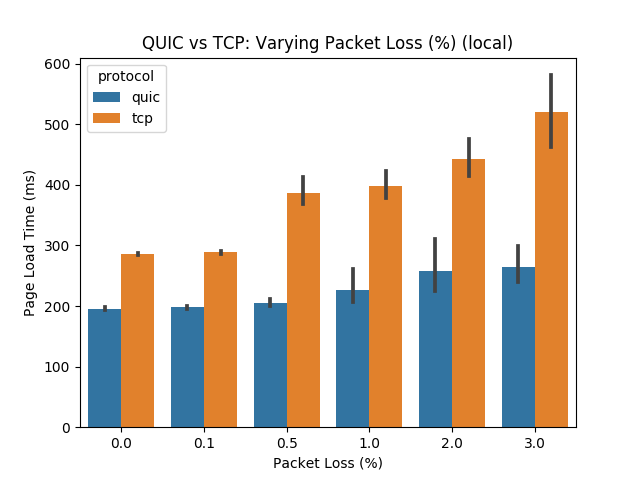 QUIC vs TCP: Varying Packet Loss (%) (local)
protocol
quic
tcp
Page Load Time (ms)
600
500
400
300
200
100
0
0.0 0.1 0.5 1.0 2.0 3.0
Packet Loss (%)